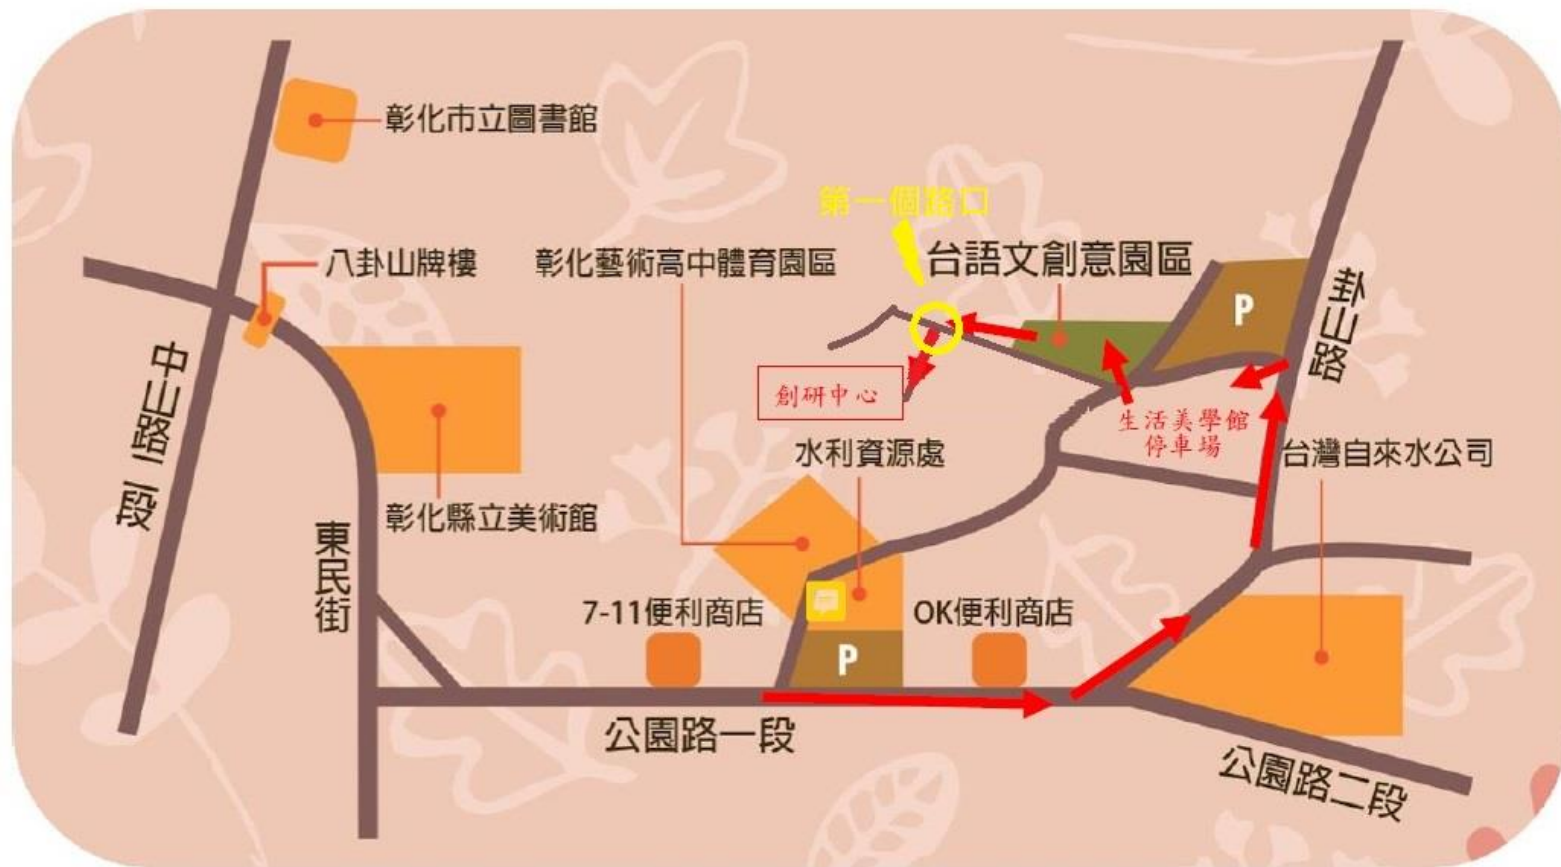 彰化市立圖書館
第一個路口
八卦山牌樓
彰化藝術高中體育園區
台語文創意園區
P
卦山路
中山路二段
創研中心
生活美學館
停車場
水利資源處
台灣自來水公司
彰化縣立美術館
東民街
7-11便利商店
OK便利商店
P
公園路一段
公園路二段